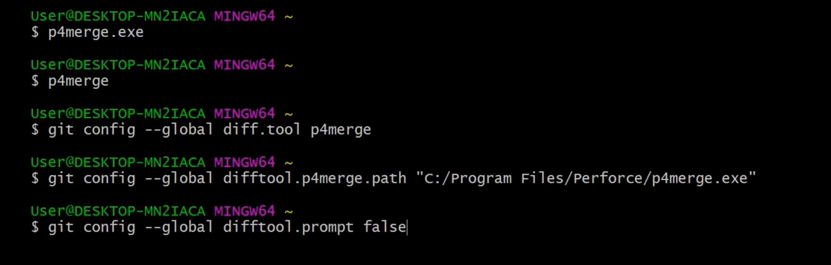 User@DESKTOP-MN2IACA MINGW64 ~
$ p4merge.exe
User@DESKTOP-MN2IACA MINGW64 ~
$ p4merge
User@DESKTOP-MN2IACA MINGW64 ~
$ git config --global diff.tool p4merge
User@DESKTOP-MN2IACA MINGW64 ~
$ git config --global difftool.p4merge.path "C:/Program Files/Perforce/p4merge.exe"
User@DESKTOP-MN2IACA MINGW64 ~
$ git config --global difftool.prompt false